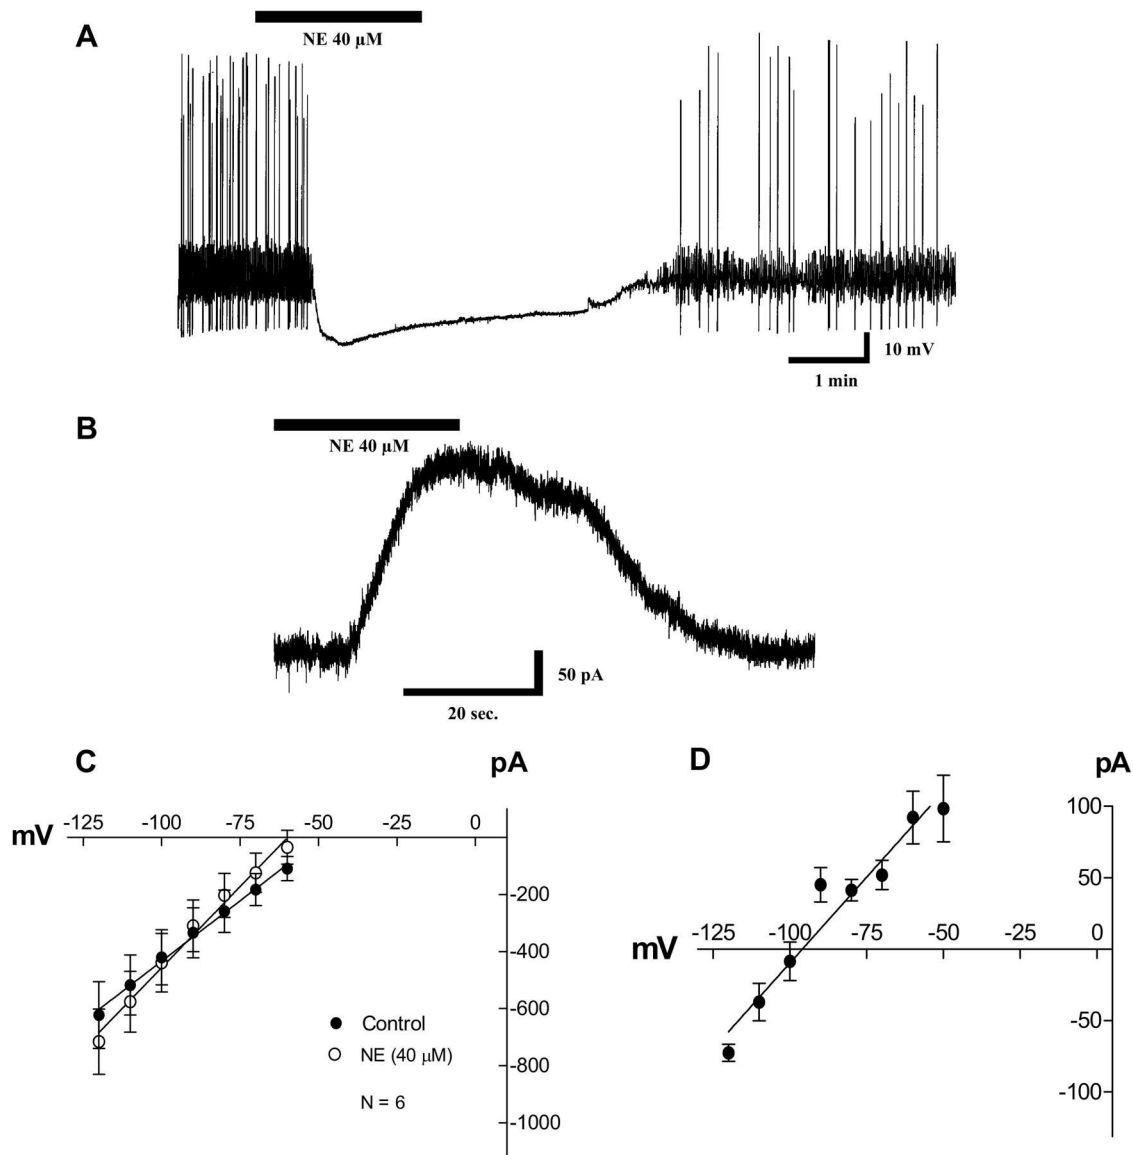 A
NE 40 µM
10 mV
1 min
B
NE 40 µM
50 pA
20 sec.
C
pA
mV
-125 -100 -75 -50 -25 0
-200
-400
-600
-800
-1000
Control
NE (40 µM)
N = 6
D
pA
100
50
mV
-125 -100 -75 -50 -25 0
-50
-100